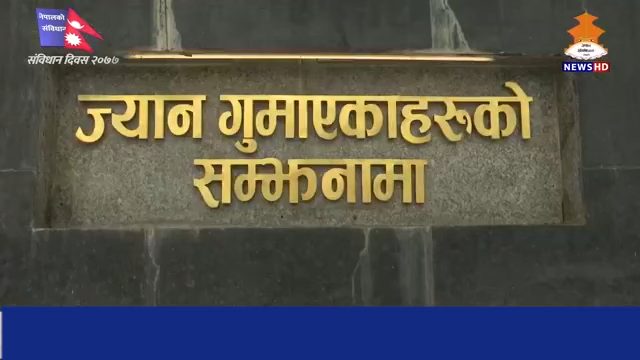 नेपालको
संविधान
संविधान दिवस २०७७
NEWS HD
ज्यान गुमाएकाहरूको
सम्झनामा